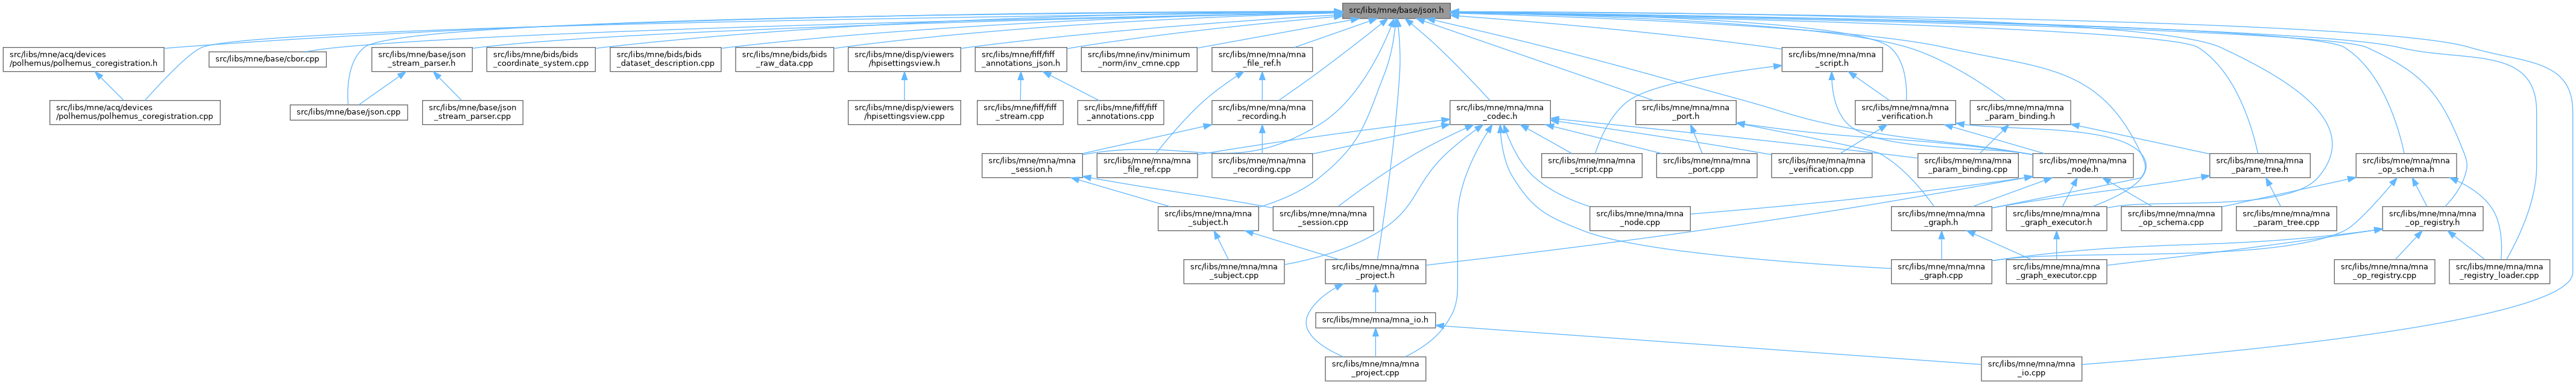 src/libs/mne/base/json.h
src/libs/mne/acq/devices
/polhemus/polhemus_coregistration.h
src/libs/mne/base/cbor.cpp
src/libs/mne/base/json
_stream_parser.h
src/libs/mne/bids/bids
_coordinate_system.cpp
src/libs/mne/bids/bids
_dataset_description.cpp
src/libs/mne/bids/bids
_raw_data.cpp
src/libs/mne/disp/viewers
/hpisettingsview.h
src/libs/mne/fiff/fiff
_annotations_json.h
src/libs/mne/inv/minimum
_norm/inv_cmne.cpp
src/libs/mne/mna/mna
_file_ref.h
src/libs/mne/mna/mna
_script.h
src/libs/mne/acq/devices
/polhemus/polhemus_coregistration.cpp
src/libs/mne/base/json.cpp
src/libs/mne/base/json
_stream_parser.cpp
src/libs/mne/disp/viewers
/hpisettingsview.cpp
src/libs/mne/fiff/fiff
_stream.cpp
src/libs/mne/fiff/fiff
_annotations.cpp
src/libs/mne/mna/mna
_recording.h
src/libs/mne/mna/mna
_codec.h
src/libs/mne/mna/mna
_port.h
src/libs/mne/mna/mna
_verification.h
src/libs/mne/mna/mna
_param_binding.h
src/libs/mne/mna/mna
_session.h
src/libs/mne/mna/mna
_file_ref.cpp
src/libs/mne/mna/mna
_recording.cpp
src/libs/mne/mna/mna
_script.cpp
src/libs/mne/mna/mna
_port.cpp
src/libs/mne/mna/mna
_verification.cpp
src/libs/mne/mna/mna
_param_binding.cpp
src/libs/mne/mna/mna
_node.h
src/libs/mne/mna/mna
_param_tree.h
src/libs/mne/mna/mna
_op_schema.h
src/libs/mne/mna/mna
_subject.h
src/libs/mne/mna/mna
_session.cpp
src/libs/mne/mna/mna
_node.cpp
src/libs/mne/mna/mna
_graph.h
src/libs/mne/mna/mna
_graph_executor.h
src/libs/mne/mna/mna
_op_schema.cpp
src/libs/mne/mna/mna
_param_tree.cpp
src/libs/mne/mna/mna
_op_registry.h
src/libs/mne/mna/mna
_subject.cpp
src/libs/mne/mna/mna
_project.h
src/libs/mne/mna/mna
_graph.cpp
src/libs/mne/mna/mna
_graph_executor.cpp
src/libs/mne/mna/mna
_op_registry.cpp
src/libs/mne/mna/mna
_registry_loader.cpp
src/libs/mne/mna/mna_io.h
src/libs/mne/mna/mna
_project.cpp
src/libs/mne/mna/mna
_io.cpp